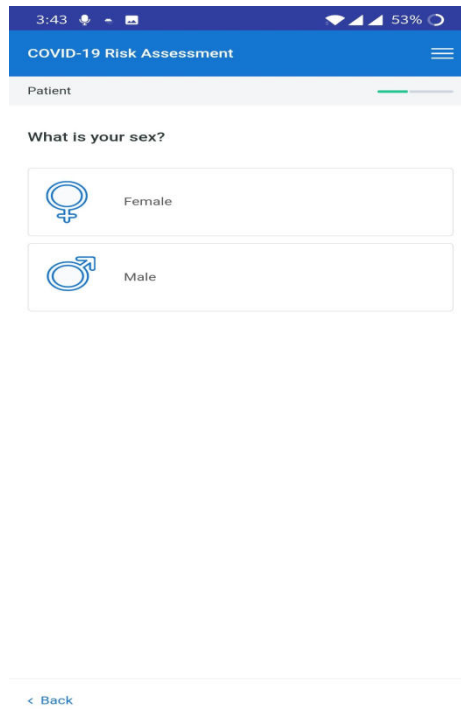 3:43 53%
COVID-19 Risk Assessment
Patient
What is your sex?
Female
Male
< Back